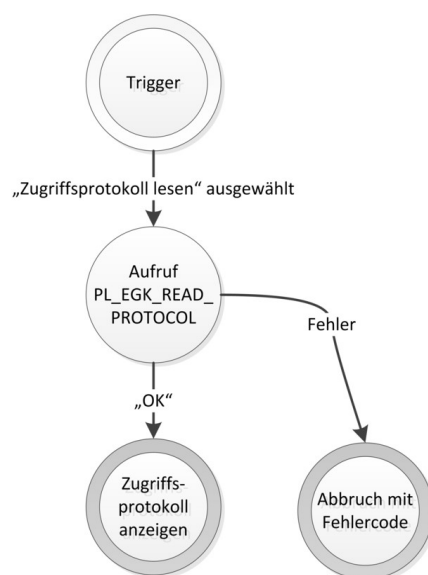 Trigger
„Zugriffsprotokoll lesen“ ausgewählt
Aufruf
PL_EGK_READ_
PROTOCOL
Fehler
„OK“
Zugriffs-
protokoll
anzeigen
Abbruch mit
Fehlercode